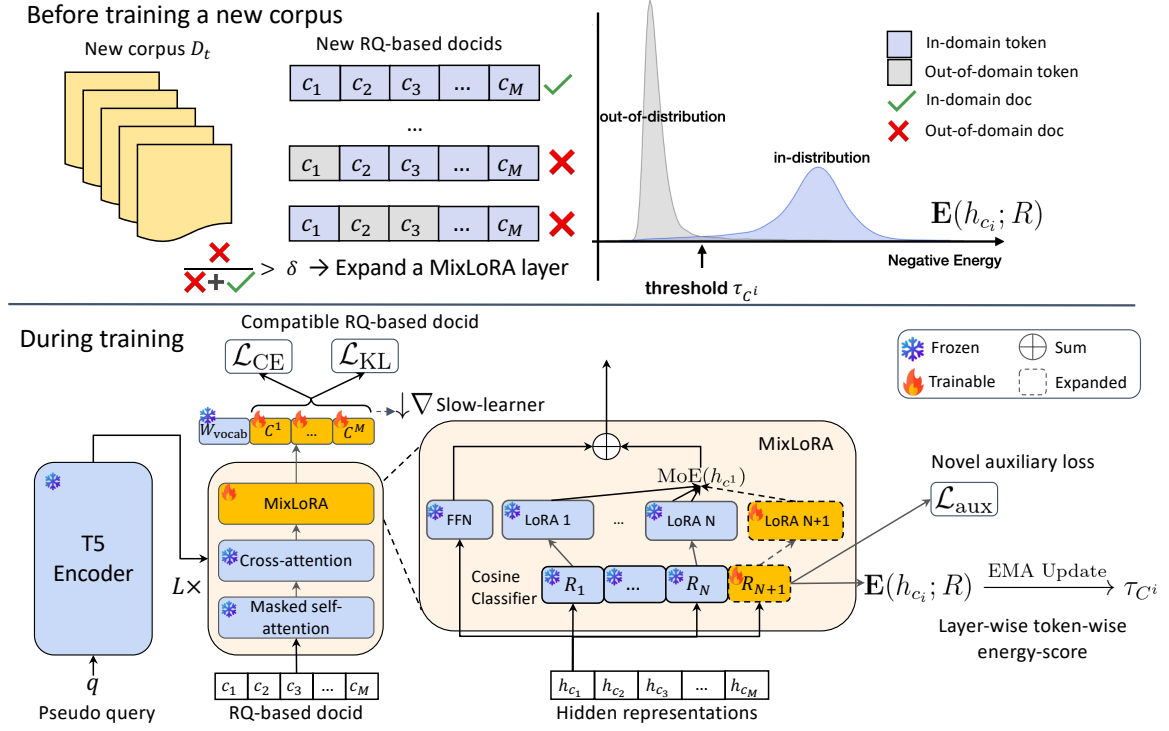 Before training a new corpus
New corpus D_t
New RQ-based docids
c_1 c_2 c_3 ... c_M
...
c_1 c_2 c_3 ... c_M
c_1 c_2 c_3 ... c_M
+ > δ → Expand a MixLoRA layer
out-of-distribution
in-distribution
E(h_{c_i}; R)
Negative Energy
threshold τ_{C^i}
In-domain token
Out-of-domain token
In-domain doc
Out-of-domain doc
During training
Compatible RQ-based docid
L_CE
L_KL
W_vocab C^1 ... C^M
↓ ∇ Slow-learner
T5
Encoder
q
Pseudo query
L×
MixLoRA
Cross-attention
Masked self-
attention
c_1 c_2 c_3 ... c_M
RQ-based docid
MixLoRA
MoE(h_{c^1})
FFN
LoRA 1
...
LoRA N
LoRA N+1
Cosine
Classifier
R_1 ... R_N R_{N+1}
h_{c_1} h_{c_2} h_{c_3} ... h_{c_M}
Hidden representations
Frozen
Sum
Trainable
Expanded
Novel auxiliary loss
L_aux
E(h_{c_i}; R) EMA Update τ_{C^i}
Layer-wise token-wise
energy-score